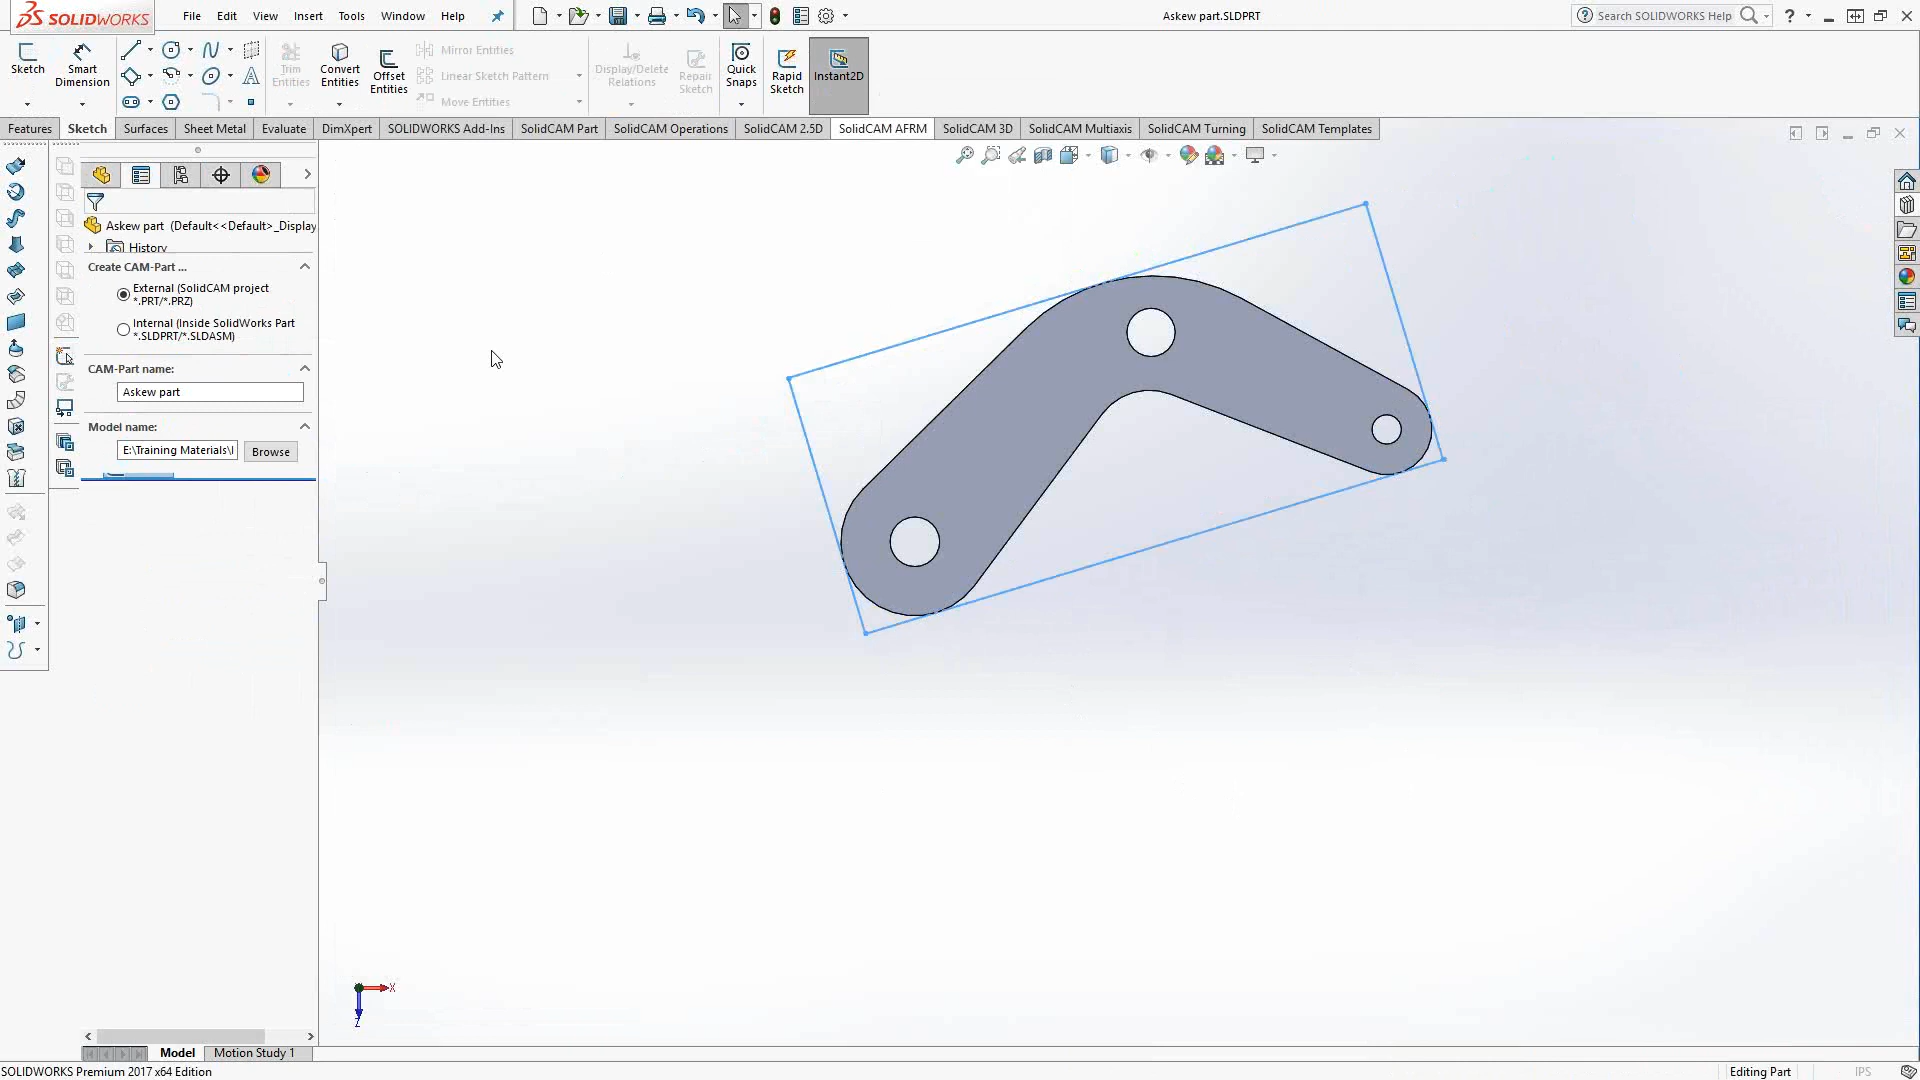 SOLIDWORKS
File Edit View Insert Tools Window Help
Askew part.SLDPRT
Search SOLIDWORKS Help
?
Sketch
Smart Dimension
Trim Entities
Convert Entities
Offset Entities
Mirror Entities
Linear Sketch Pattern
Move Entities
Display/Delete Relations
Repair Sketch
Quick Snaps
Rapid Sketch
Instant2D
Features Sketch Surfaces Sheet Metal Evaluate DimXpert SOLIDWORKS Add-Ins SolidCAM Part SolidCAM Operations SolidCAM 2.5D SolidCAM AFRM SolidCAM 3D SolidCAM Multiaxis SolidCAM Turning SolidCAM Templates
Askew part (Default<<Default>_Display
History
Create CAM-Part ...
External (SolidCAM project
*.PRT/*.PRZ)
Internal (Inside SolidWorks Part
*.SLDPRT/*.SLDASM)
CAM-Part name:
Askew part
Model name:
E:\Training Materials\I Browse
X
Z
Model Motion Study 1
SOLIDWORKS Premium 2017 x64 Edition
Editing Part
IPS